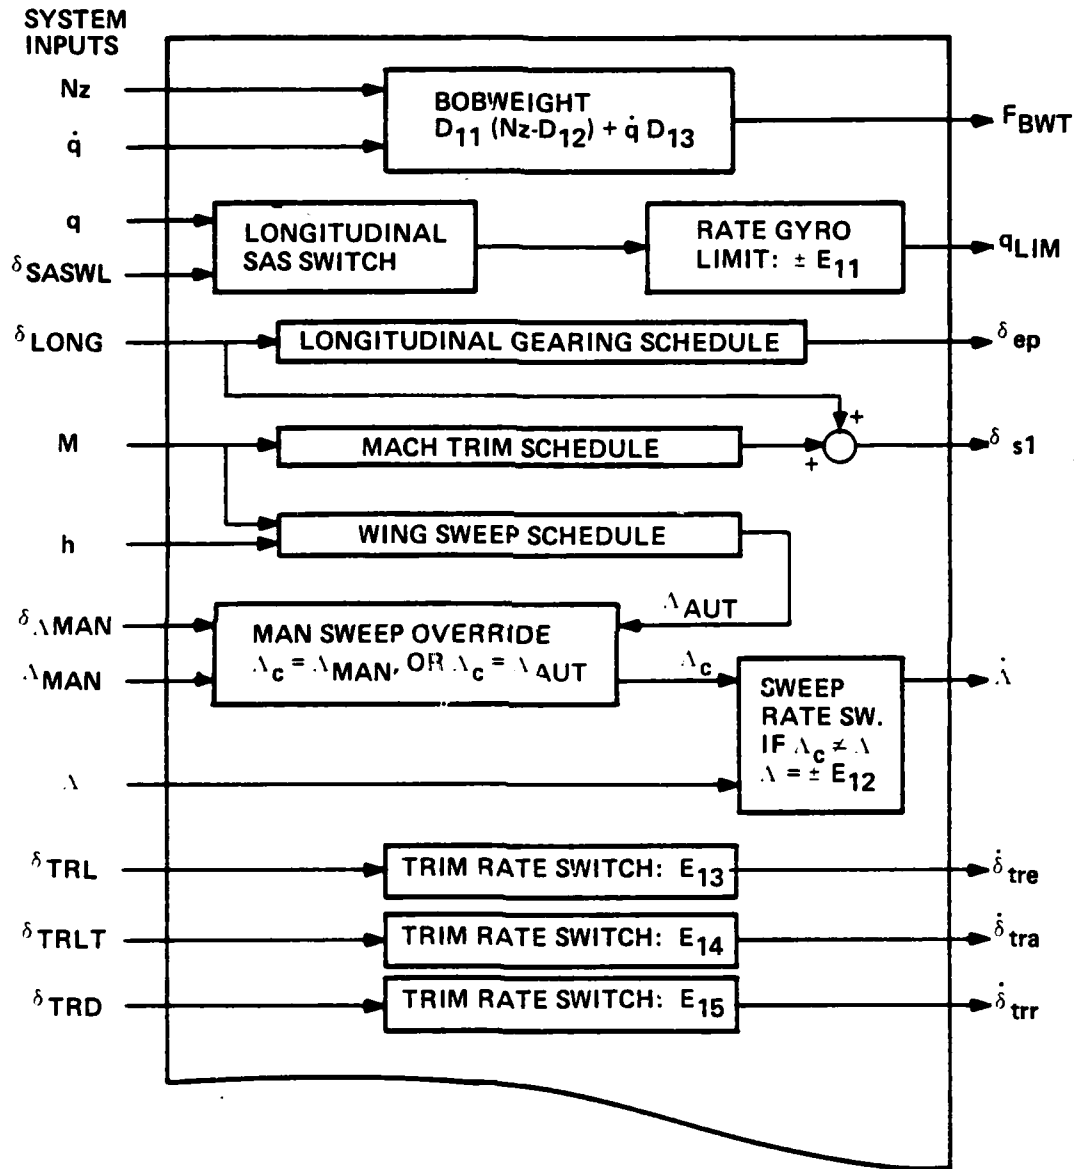 SYSTEM
INPUTS
Nz
q̇
BOBWEIGHT
D11 (Nz-D12) + q̇ D13
FBWT
q
δSASWL
LONGITUDINAL
SAS SWITCH
RATE GYRO
LIMIT: ± E11
qLIM
δLONG
LONGITUDINAL GEARING SCHEDULE
δep
+
M
MACH TRIM SCHEDULE
+
δs1
h
WING SWEEP SCHEDULE
ΛAUT
δΛMAN
ΛMAN
MAN SWEEP OVERRIDE
Λc = ΛMAN, OR Λc = ΛAUT
Λc
SWEEP
RATE SW.
IF Λc ≠ Λ
Λ = ± E12
Λ̇
Λ
δTRL
TRIM RATE SWITCH: E13
δ̇tre
δTRLT
TRIM RATE SWITCH: E14
δ̇tra
δTRD
TRIM RATE SWITCH: E15
δ̇trr